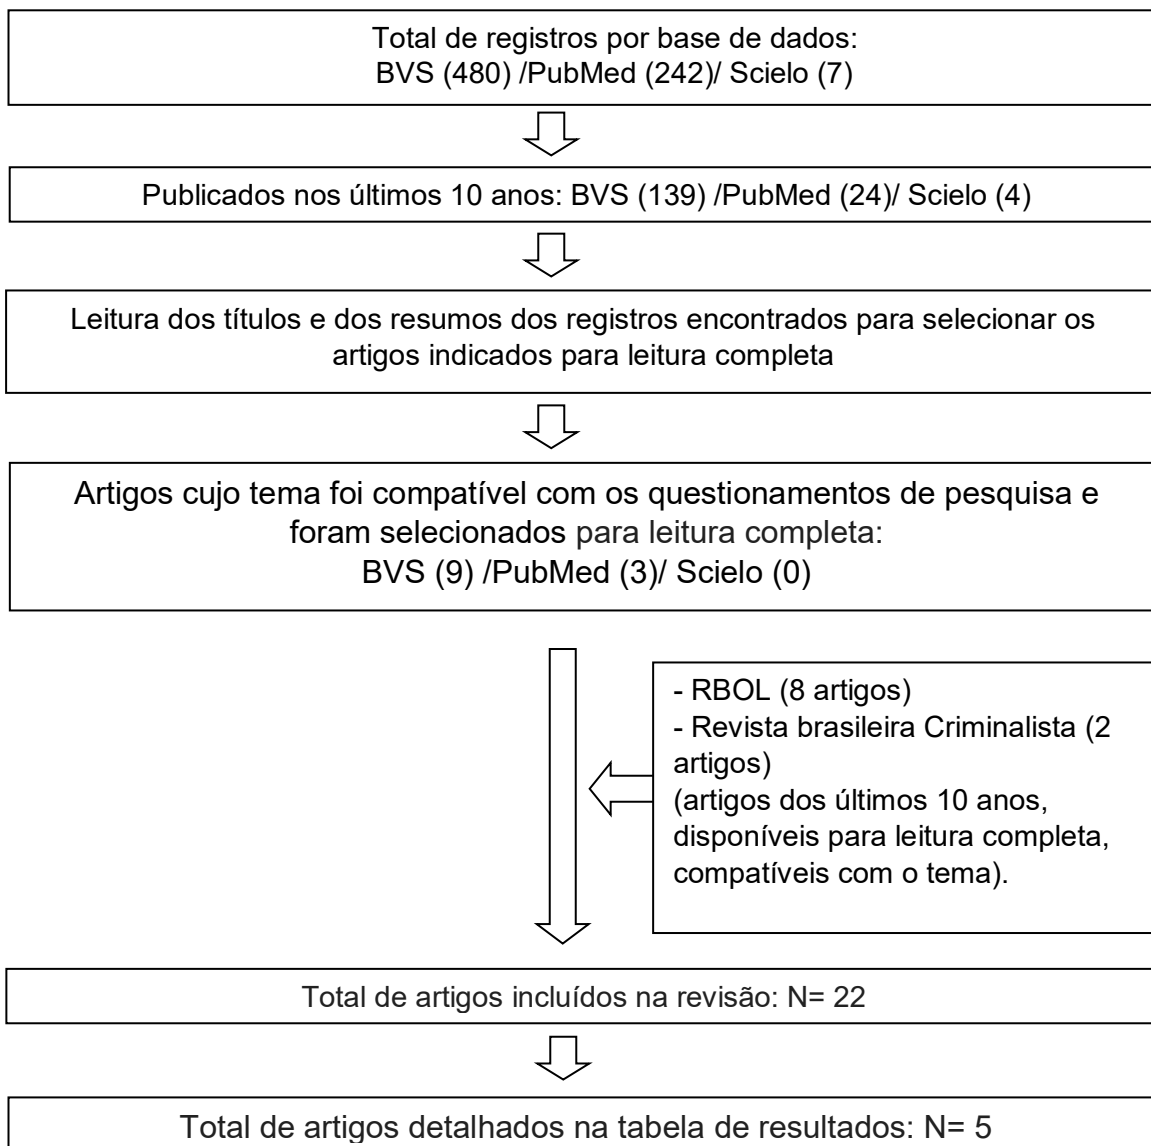 Total de registros por base de dados:
BVS (480) /PubMed (242)/ Scielo (7)
Publicados nos últimos 10 anos: BVS (139) /PubMed (24)/ Scielo (4)
Leitura dos títulos e dos resumos dos registros encontrados para selecionar os
artigos indicados para leitura completa
Artigos cujo tema foi compatível com os questionamentos de pesquisa e
foram selecionados para leitura completa:
BVS (9) /PubMed (3)/ Scielo (0)
- RBOL (8 artigos)
- Revista brasileira Criminalista (2
artigos)
(artigos dos últimos 10 anos,
disponíveis para leitura completa,
compatíveis com o tema).
Total de artigos incluídos na revisão: N= 22
Total de artigos detalhados na tabela de resultados: N= 5